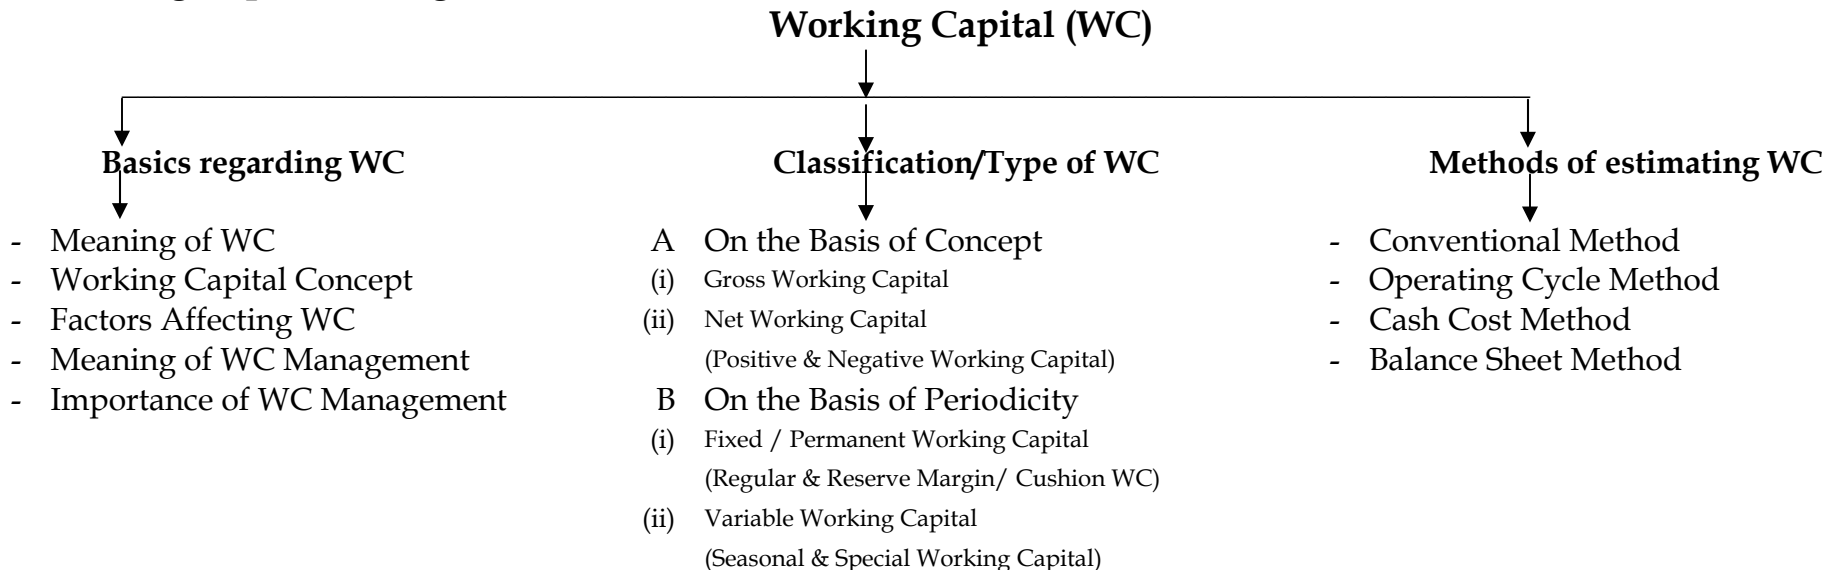 Working Capital (WC)
Basics regarding WC
- Meaning of WC
- Working Capital Concept
- Factors Affecting WC
- Meaning of WC Management
- Importance of WC Management
Classification/Type of WC
A On the Basis of Concept
(i) Gross Working Capital
(ii) Net Working Capital
(Positive & Negative Working Capital)
B On the Basis of Periodicity
(i) Fixed / Permanent Working Capital
(Regular & Reserve Margin/ Cushion WC)
(ii) Variable Working Capital
(Seasonal & Special Working Capital)
Methods of estimating WC
- Conventional Method
- Operating Cycle Method
- Cash Cost Method
- Balance Sheet Method